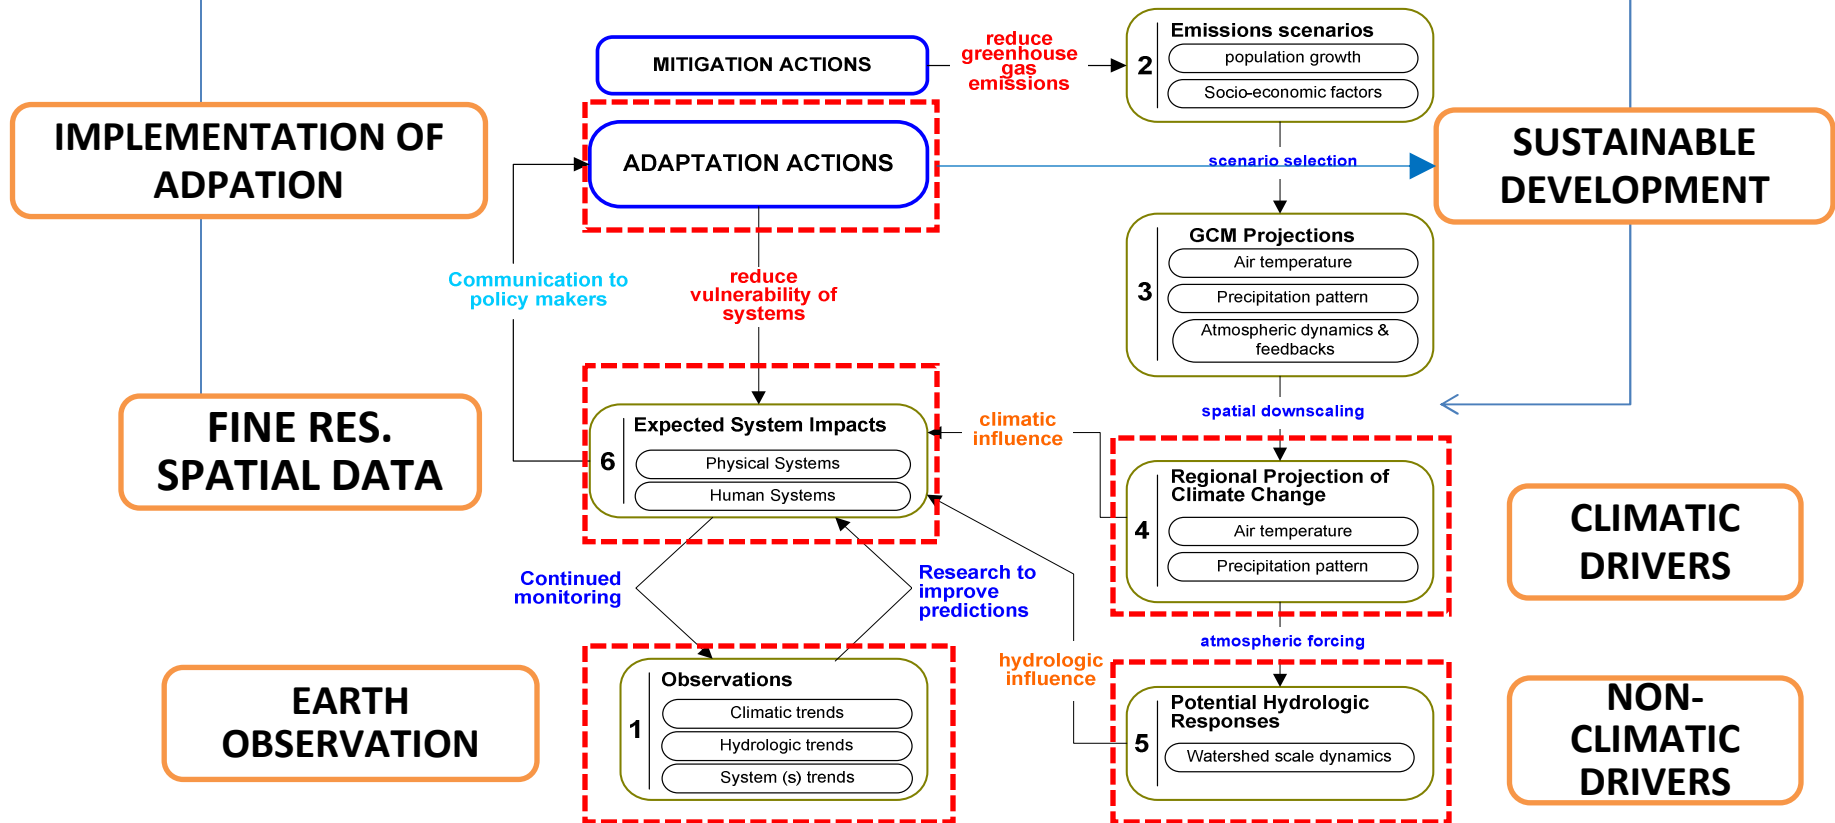 MITIGATION ACTIONS
reduce
greenhouse
gas
emissions
2
Emissions scenarios
population growth
Socio-economic factors
IMPLEMENTATION OF
ADPATION
ADAPTATION ACTIONS
scenario selection
SUSTAINABLE
DEVELOPMENT
Communication to
policy makers
reduce
vulnerability of
systems
3
GCM Projections
Air temperature
Precipitation pattern
Atmospheric dynamics &
feedbacks
spatial downscaling
FINE RES.
SPATIAL DATA
6
Expected System Impacts
Physical Systems
Human Systems
climatic
influence
4
Regional Projection of
Climate Change
Air temperature
Precipitation pattern
CLIMATIC
DRIVERS
Continued
monitoring
Research to
improve
predictions
atmospheric forcing
hydrologic
influence
EARTH
OBSERVATION
1
Observations
Climatic trends
Hydrologic trends
System (s) trends
5
Potential Hydrologic
Responses
Watershed scale dynamics
NON-
CLIMATIC
DRIVERS